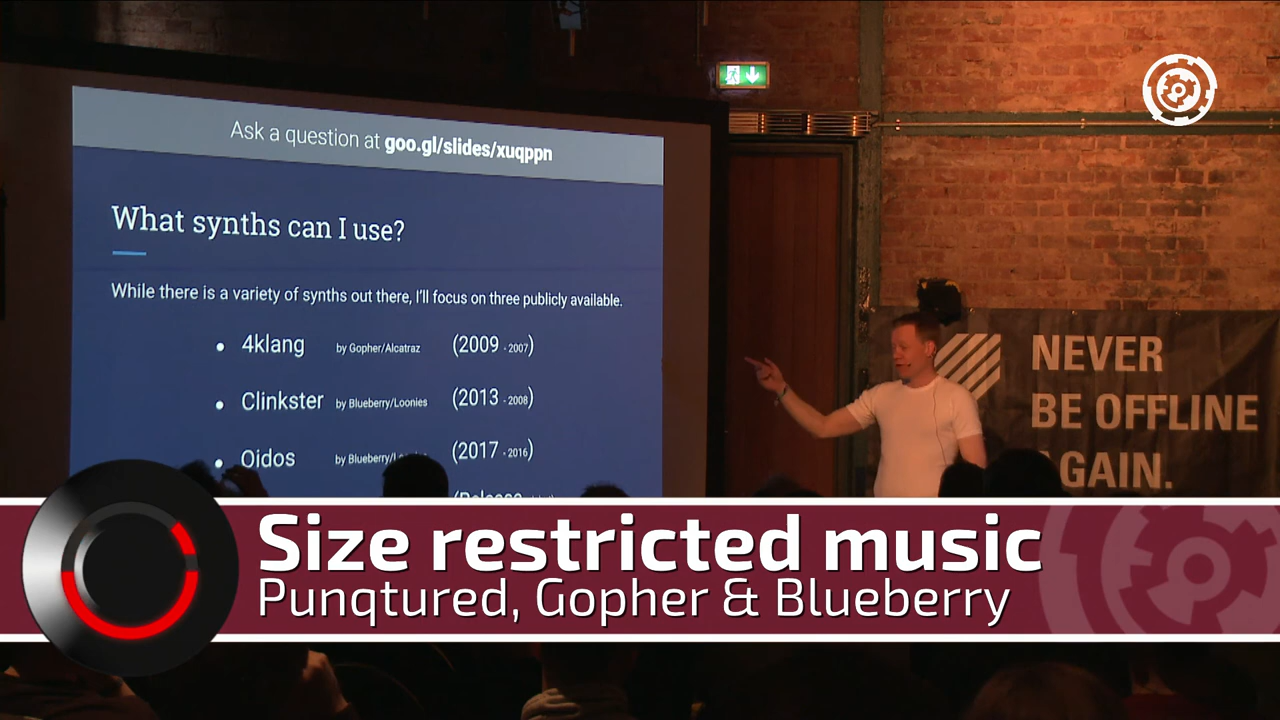 Ask a question at goo.gl/slides/xuqppn
What synths can I use?
While there is a variety of synths out there, I'll focus on three publicly available.
• 4klang by Gopher/Alcatraz (2009 - 2007)
• Clinkster by Blueberry/Loonies (2013 - 2008)
• Oidos by Blueberry (2017 - 2016)
NEVER
BE OFFLINE
AGAIN.
Size restricted music
Punqtured, Gopher & Blueberry